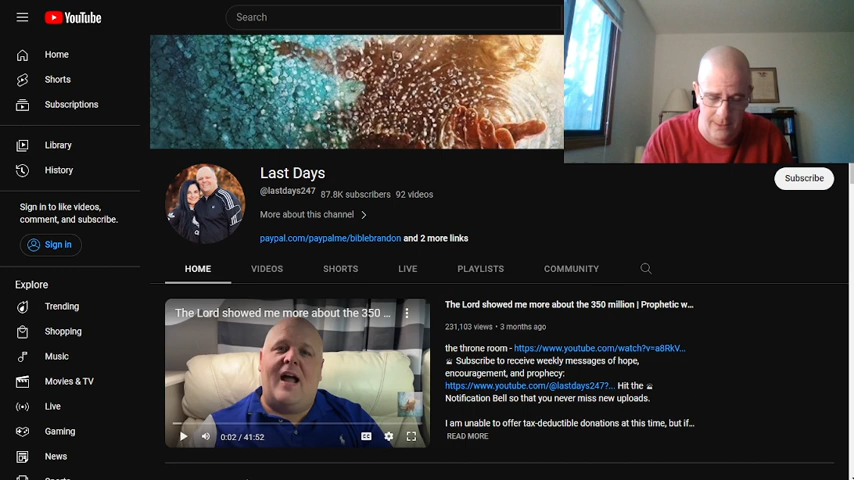 YouTube
Search
Home
Shorts
Subscriptions
Library
History
Sign in to like videos,
comment, and subscribe.
Sign in
Explore
Trending
Shopping
Music
Movies & TV
Live
Gaming
News
Last Days
@lastdays247 87.8K subscribers 92 videos
More about this channel
paypal.com/paypalme/biblebrandon and 2 more links
Subscribe
HOME VIDEOS SHORTS LIVE PLAYLISTS COMMUNITY
The Lord showed me more about the 350 ...
0:02 / 41:52
The Lord showed me more about the 350 million | Prophetic w...
231,103 views • 3 months ago
the throne room - https://www.youtube.com/watch?v=a8RkV...
Subscribe to receive weekly messages of hope,
encouragement, and prophecy:
https://www.youtube.com/@lastdays247?... Hit the
Notification Bell so that you never miss new uploads.
I am unable to offer tax-deductible donations at this time, but if...
READ MORE